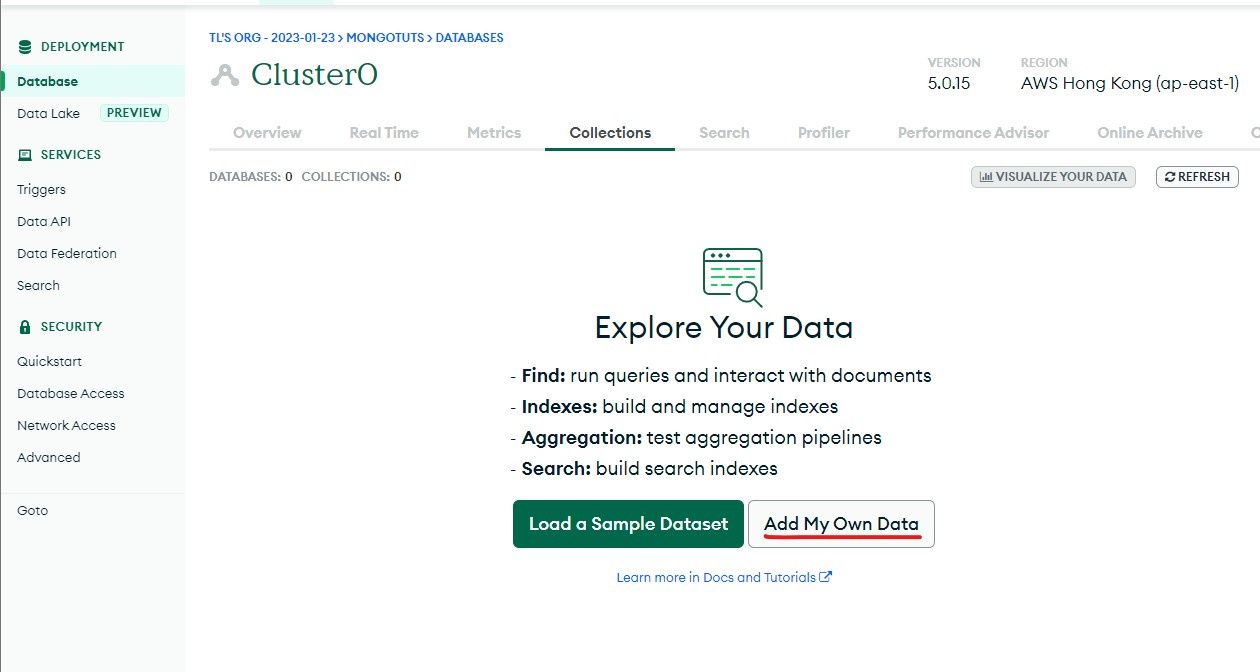 TL'S ORG - 2023-01-23 > MONGOTUTS > DATABASES
Cluster0
VERSION
5.0.15
REGION
AWS Hong Kong (ap-east-1)
DEPLOYMENT
Database
Data Lake PREVIEW
SERVICES
Triggers
Data API
Data Federation
Search
SECURITY
Quickstart
Database Access
Network Access
Advanced
Goto
Overview Real Time Metrics Collections Search Profiler Performance Advisor Online Archive
DATABASES: 0 COLLECTIONS: 0
VISUALIZE YOUR DATA
REFRESH
Explore Your Data
- Find: run queries and interact with documents
- Indexes: build and manage indexes
- Aggregation: test aggregation pipelines
- Search: build search indexes
Load a Sample Dataset
Add My Own Data
Learn more in Docs and Tutorials